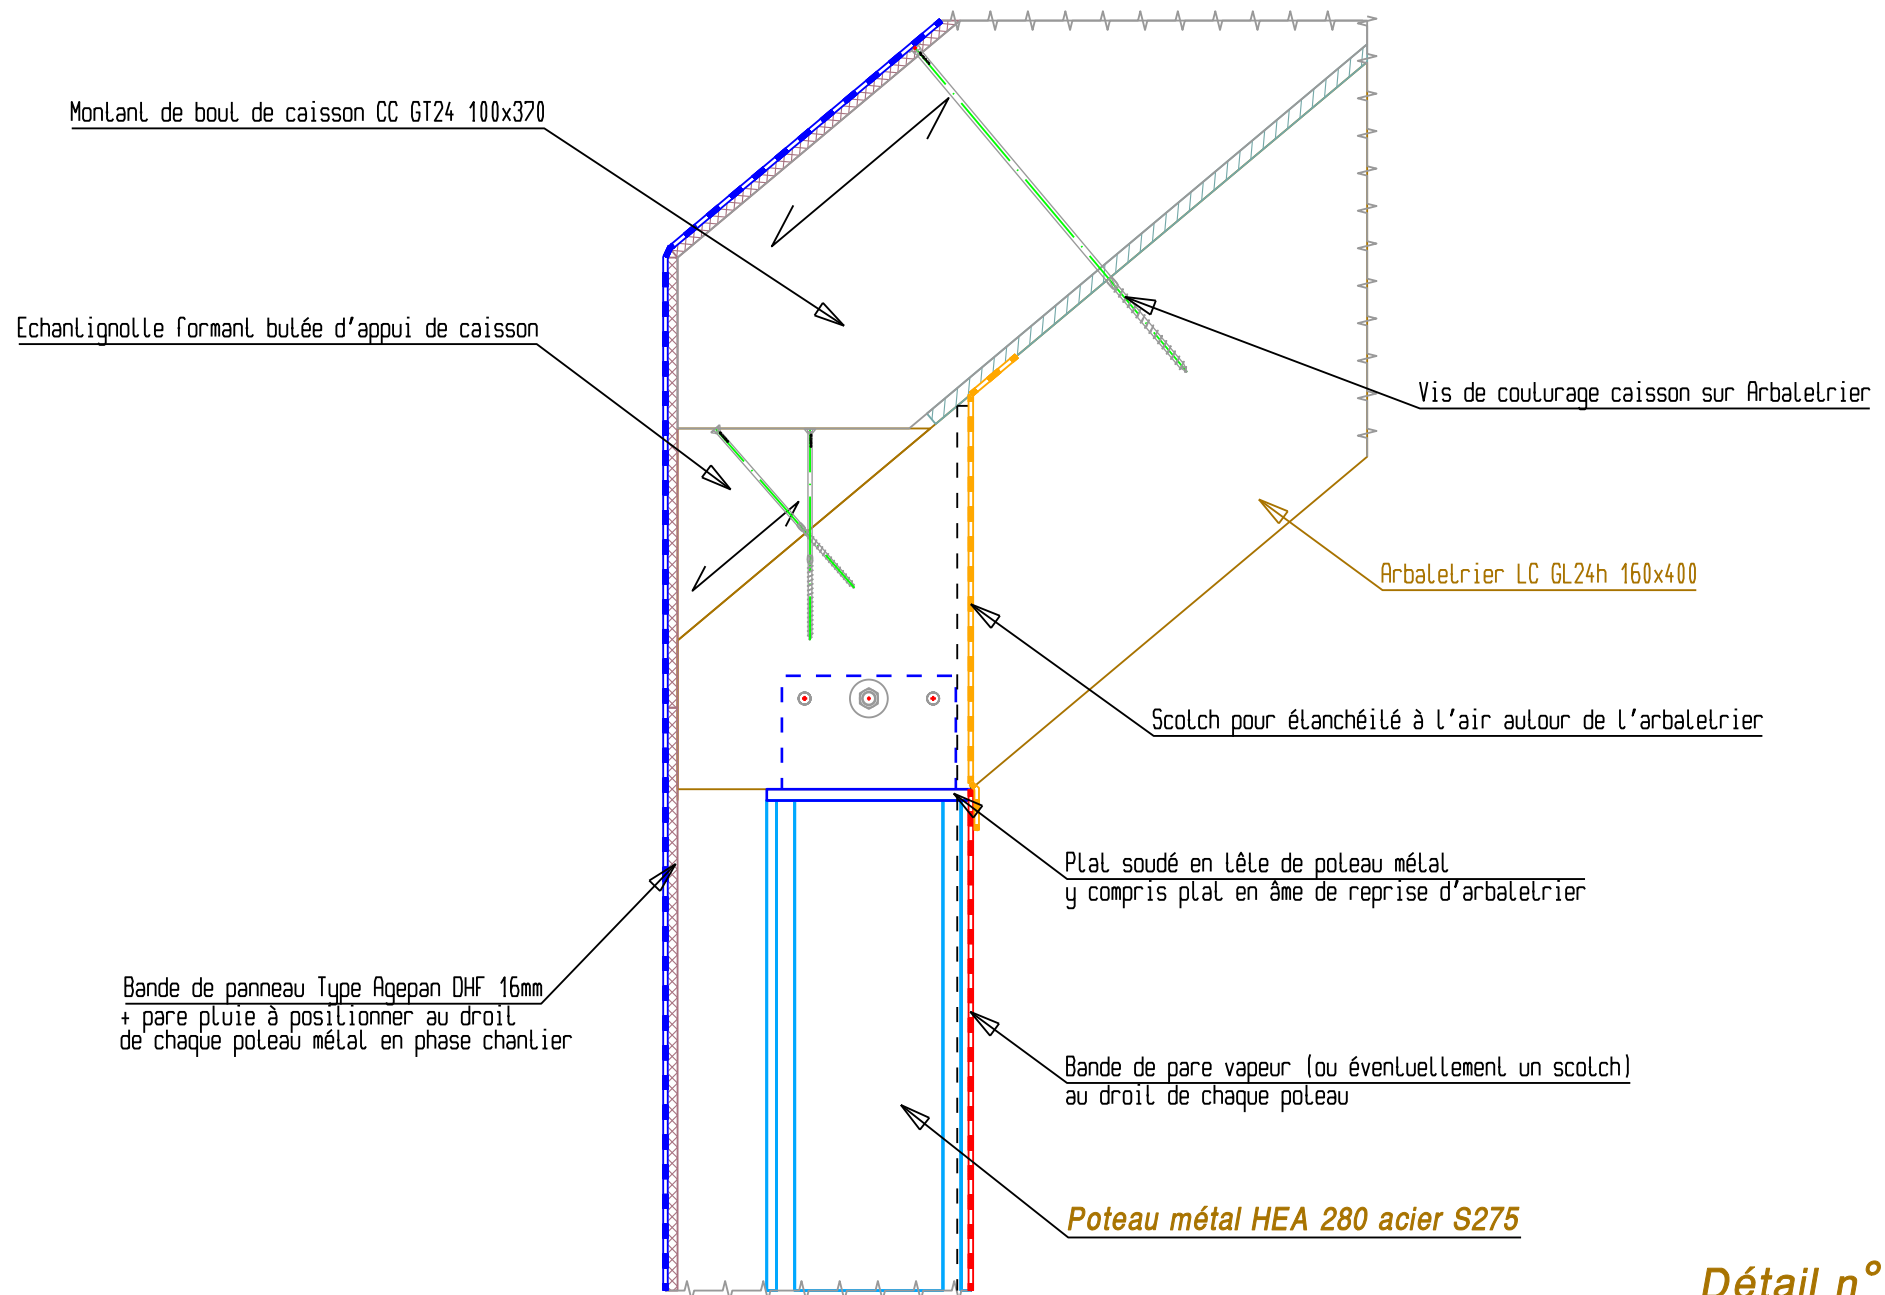 Montant de bout de caisson CC GT24 100x370
Echantignolle formant butée d'appui de caisson
Vis de couturage caisson sur Arbaletrier
Arbaletrier LC GL24h 160x400
Scotch pour étanchéité à l'air autour de l'arbaletrier
Plat soudé en tête de poteau métal
y compris plat en âme de reprise d'arbaletrier
Bande de panneau Type Agepan DHF 16mm
+ pare pluie à positionner au droit
de chaque poteau métal en phase chantier
Bande de pare vapeur (ou éventuellement un scotch)
au droit de chaque poteau
Poteau métal HEA 280 acier S275
Détail n°